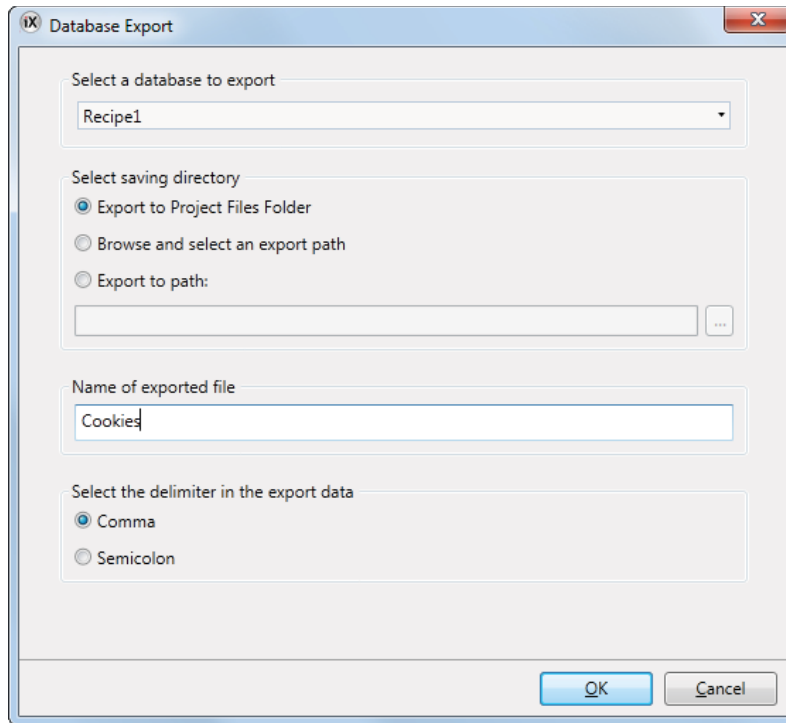 iX Database Export
Select a database to export
Recipe1
Select saving directory
Export to Project Files Folder
Browse and select an export path
Export to path:
...
Name of exported file
Cookies
Select the delimiter in the export data
Comma
Semicolon
OK Cancel